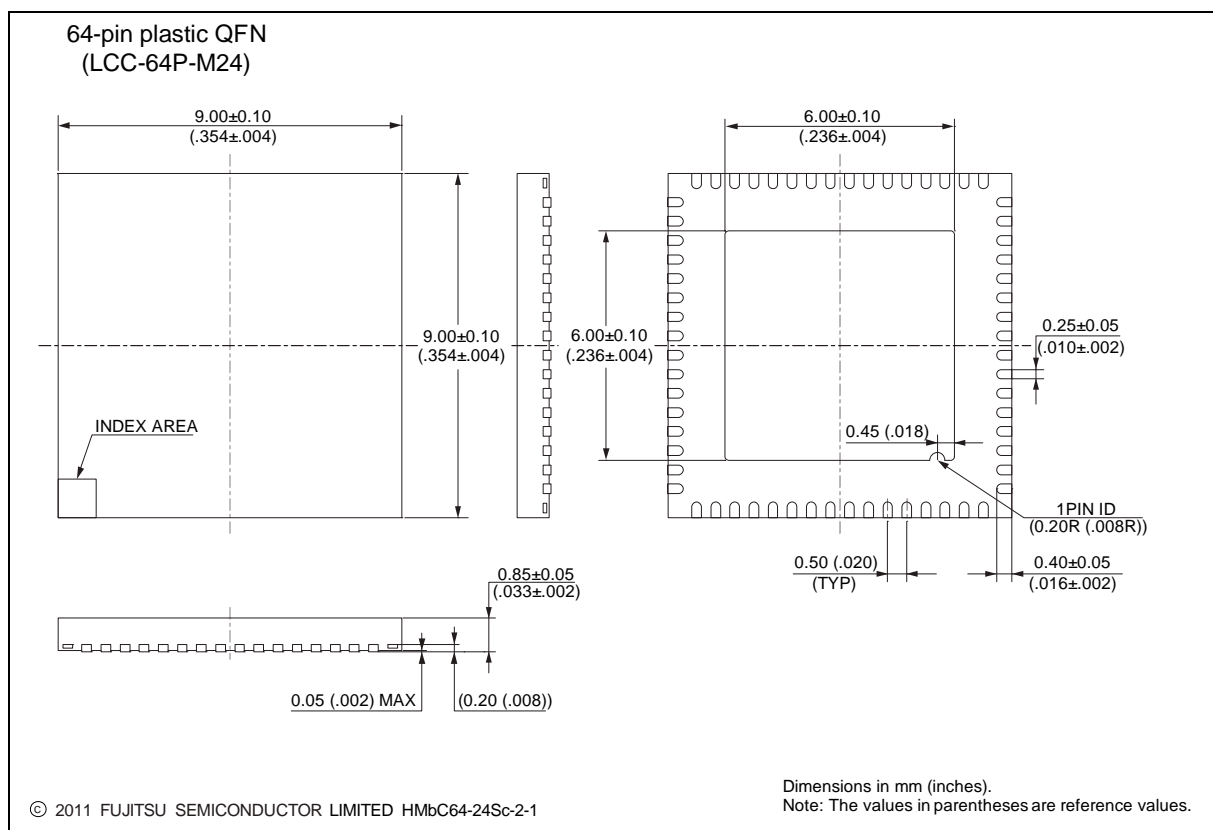 64-pin plastic QFN
(LCC-64P-M24)
9.00±0.10
(.354±.004)
6.00±0.10
(.236±.004)
9.00±0.10
(.354±.004)
6.00±0.10
(.236±.004)
0.25±0.05
(.010±.002)
INDEX AREA
0.45 (.018)
1PIN ID
(0.20R (.008R))
0.85±0.05
(.033±.002)
0.50 (.020)
(TYP)
0.40±0.05
(.016±.002)
0.05 (.002) MAX
(0.20 (.008))
Dimensions in mm (inches).
Note: The values in parentheses are reference values.
© 2011 FUJITSU SEMICONDUCTOR LIMITED HMbC64-24Sc-2-1